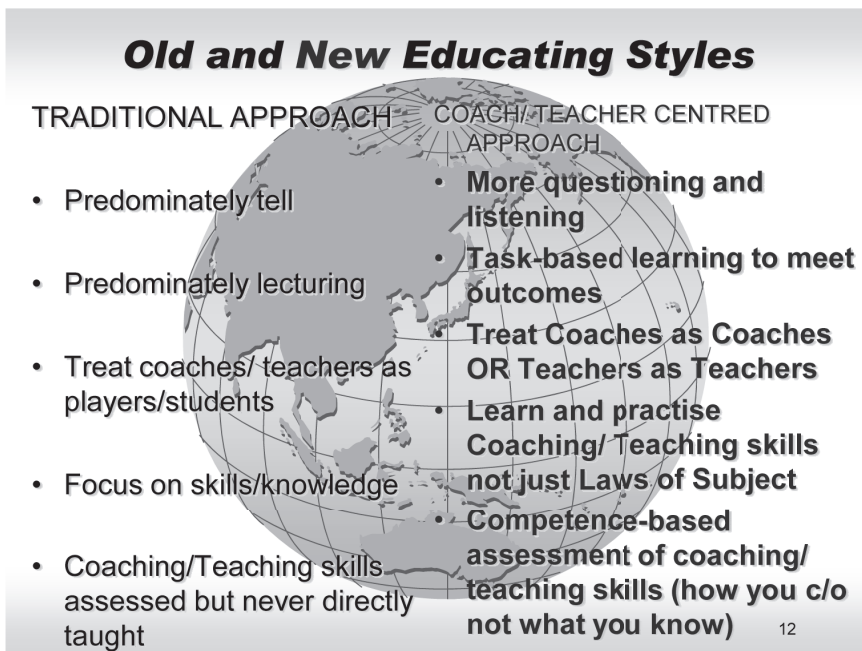 Old and New Educating Styles
TRADITIONAL APPROACH
• Predominately tell
• Predominately lecturing
• Treat coaches/ teachers as
players/students
• Focus on skills/knowledge
• Coaching/Teaching skills
assessed but never directly
taught
COACH/ TEACHER CENTRED
APPROACH
• More questioning and
listening
• Task-based learning to meet
outcomes
• Treat Coaches as Coaches
OR Teachers as Teachers
• Learn and practise
Coaching/ Teaching skills
not just Laws of Subject
• Competence-based
assessment of coaching/
teaching skills (how you c/o
not what you know)
12